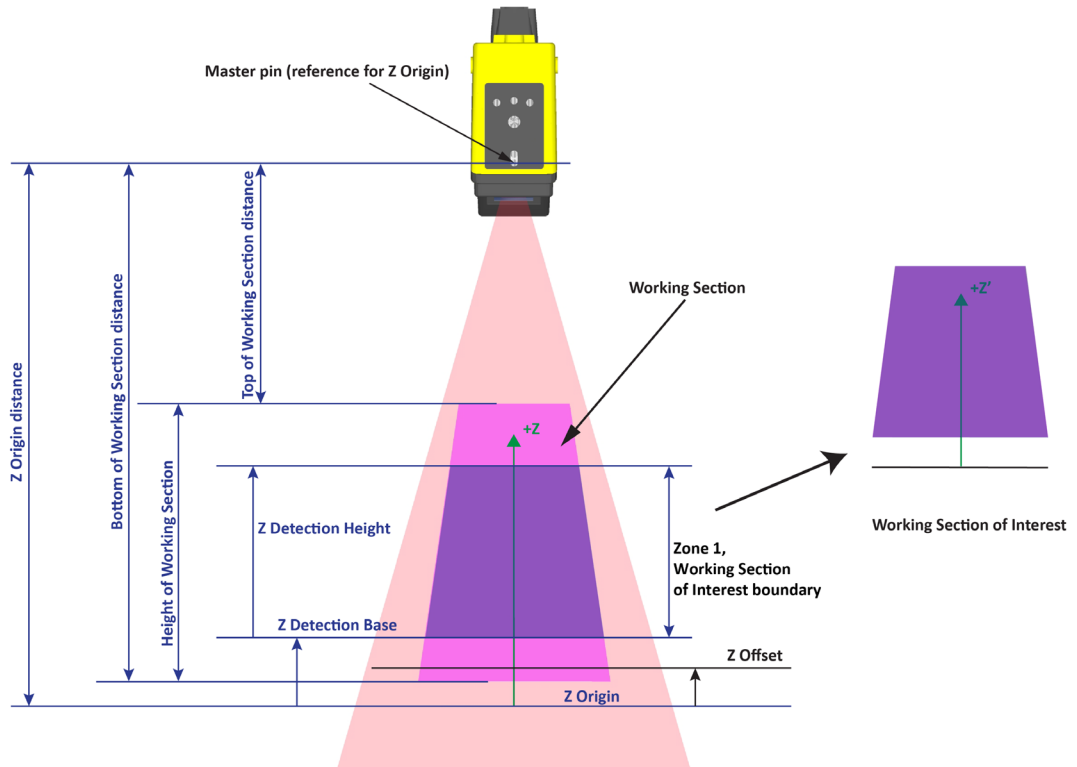 Master pin (reference for Z Origin)
Z Origin distance
Bottom of Working Section distance
Top of Working Section distance
Height of Working Section
Working Section
+Z
+Z’
Z Detection Height
Zone 1,
Working Section
of Interest boundary
Working Section of Interest
Z Detection Base
Z Offset
Z Origin